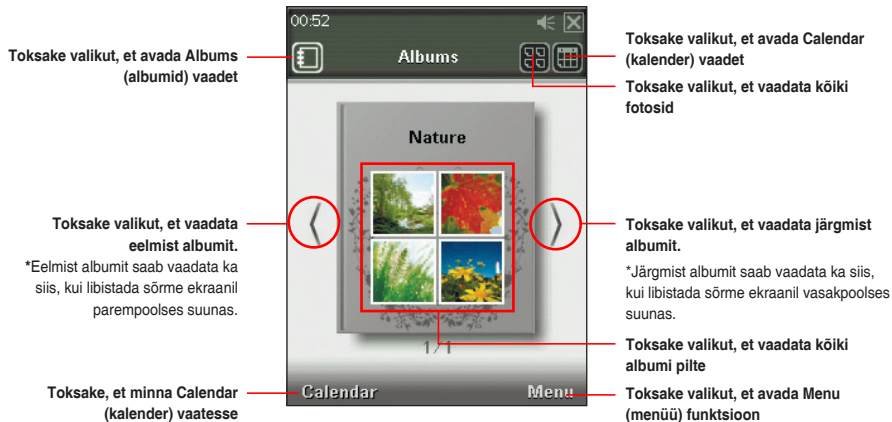 00:52
Albums
Nature
1/1
Calendar
Menu
Toksake valikut, et avada Albums
(albumid) vaadet
Toksake valikut, et vaadata
eelmist albumit.
*Eelmist albumit saab vaadata ka
siis, kui libistada sõrme ekraanil
parempoolses suunas.
Toksake, et minna Calendar
(kalender) vaatesse
Toksake valikut, et avada Calendar
(kalender) vaadet
Toksake valikut, et vaadata kõiki
fotosid
Toksake valikut, et vaadata järgmist
albumit.
*Järgmist albumit saab vaadata ka siis,
kui libistada sõrme ekraanil vasakpoolses
suunas.
Toksake valikut, et vaadata kõiki
albumi pilte
Toksake valikut, et avada Menu
(menüü) funktsioon